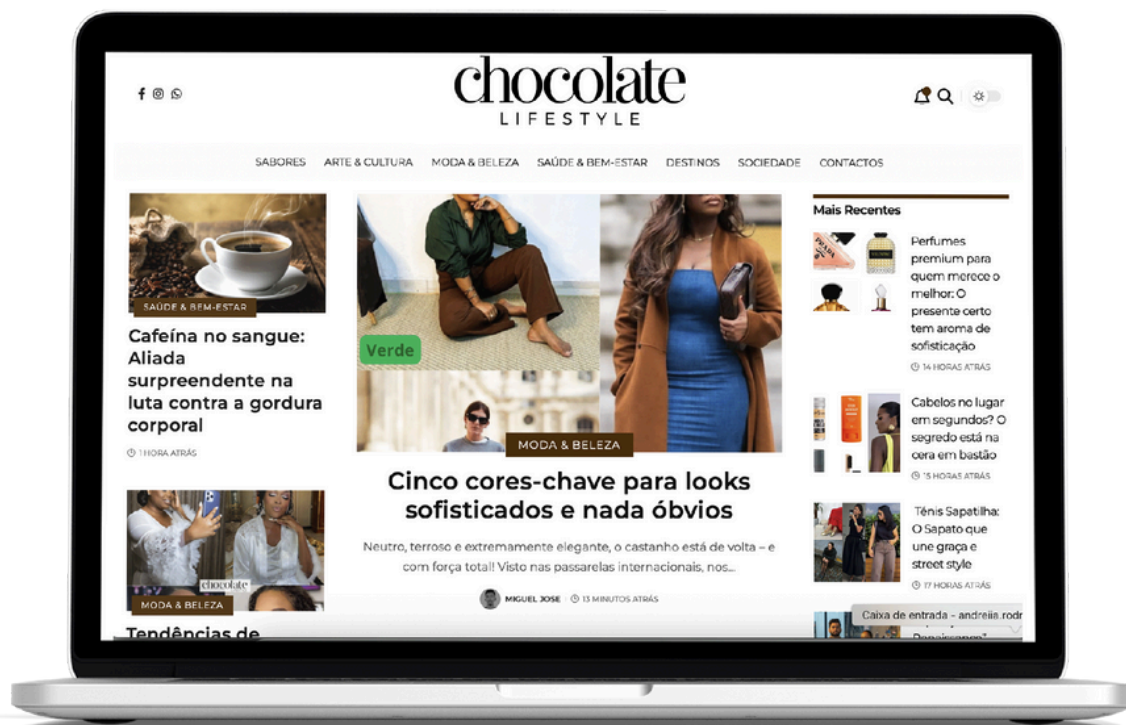 chocolate
LIFESTYLE
SABORES ARTE & CULTURA MODA & BELEZA SAÚDE & BEM-ESTAR DESTINOS SOCIEDADE CONTACTOS
SAÚDE & BEM-ESTAR
Cafeína no sangue:
Aliada
surpreendente na
luta contra a gordura
corporal
1 HORA ATRÁS
chocolate
MODA & BELEZA
Tendências de
Verde
MODA & BELEZA
Cinco cores-chave para looks
sofisticados e nada óbvios
Neutro, terroso e extremamente elegante, o castanho está de volta – e
com força total! Visto nas passarelas internacionais, nos...
MIGUEL JOSE 13 MINUTOS ATRÁS
Mais Recentes
PRADA
Perfumes
premium para
quem merece o
melhor: O
presente certo
tem aroma de
sofisticação
14 HORAS ATRÁS
Cabelos no lugar
em segundos? O
segredo está na
cera em bastão
15 HORAS ATRÁS
Ténis Sapatilha:
O Sapato que
une graça e
street style
17 HORAS ATRÁS
Caixa de entrada - andreiia.rodr